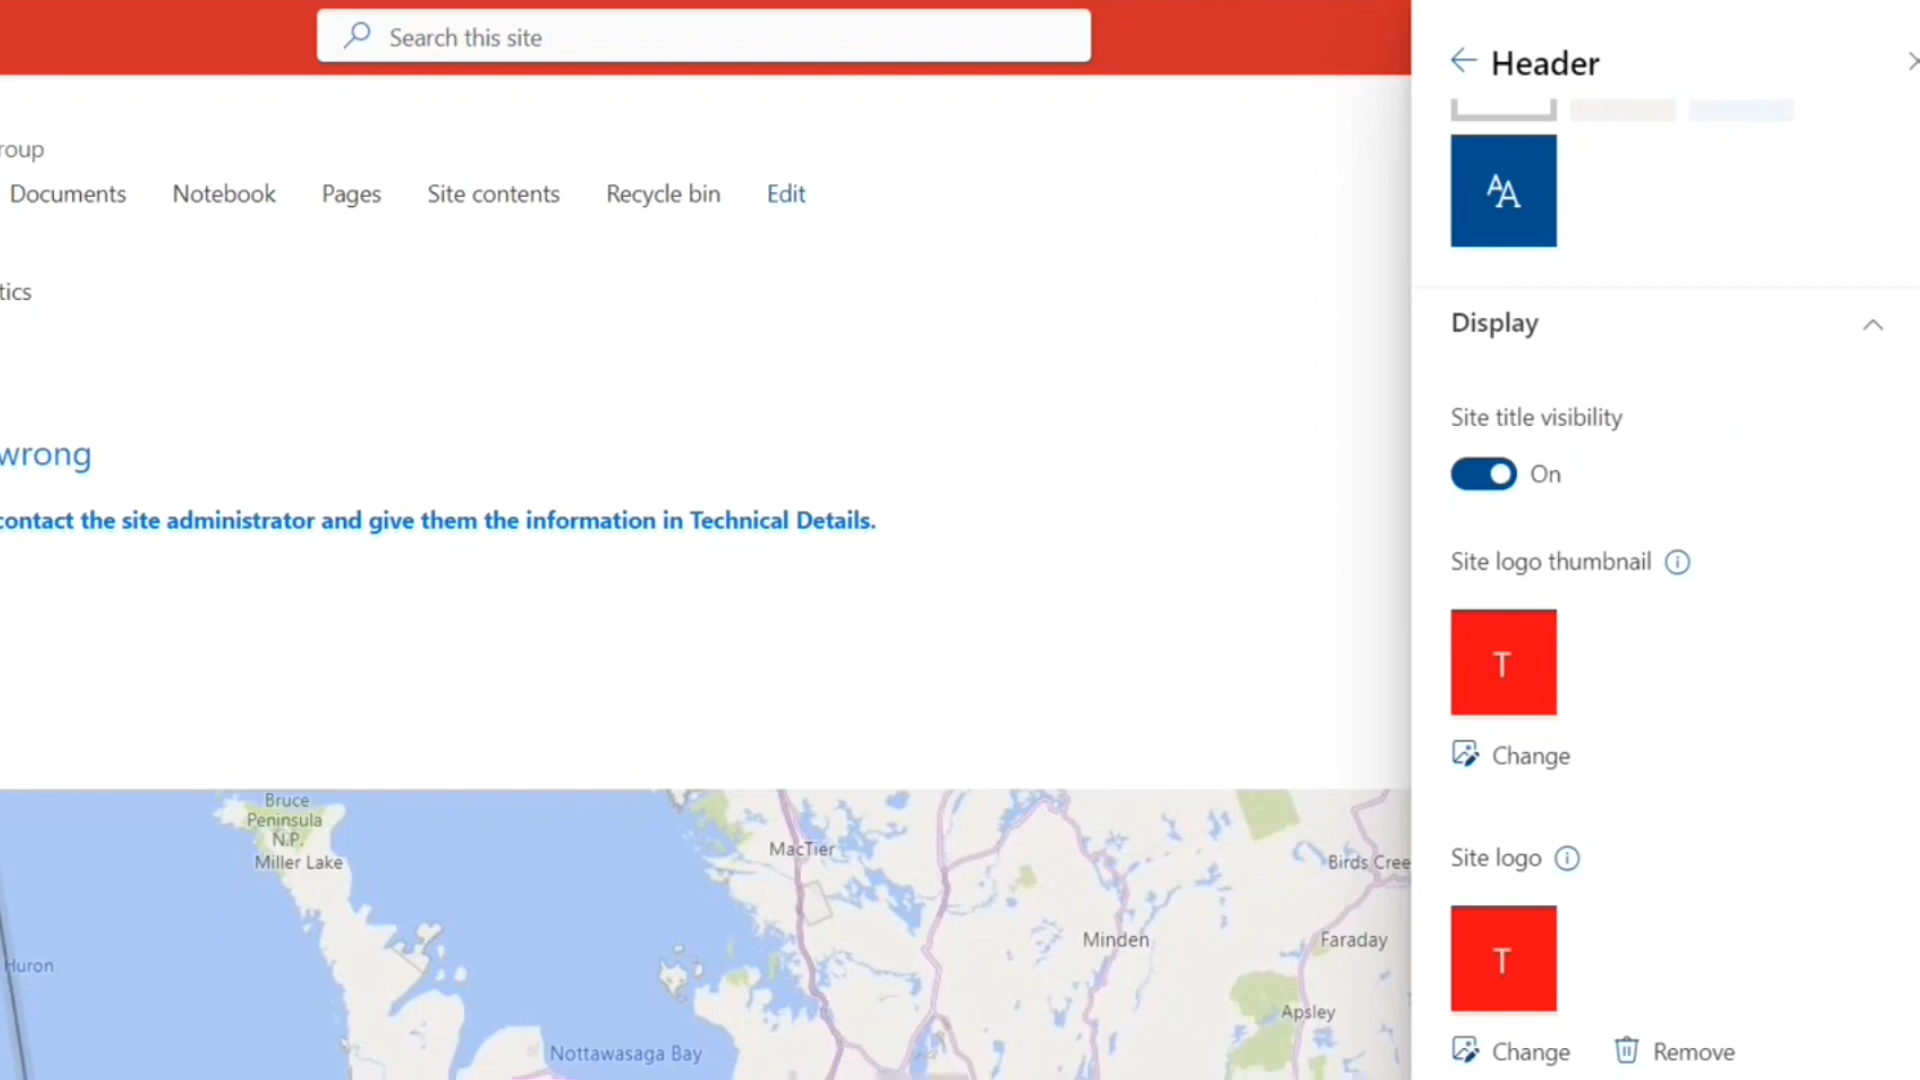 Search this site
Header
roup
Documents Notebook Pages Site contents Recycle bin Edit
tics
Display
Site title visibility
On
wrong
contact the site administrator and give them the information in Technical Details.
Site logo thumbnail
T
Change
Site logo
T
Change Remove
Bruce
Peninsula
N.P.
Miller Lake
MacTier
Birds Cree
Minden
Faraday
Huron
Apsley
Nottawasaga Bay